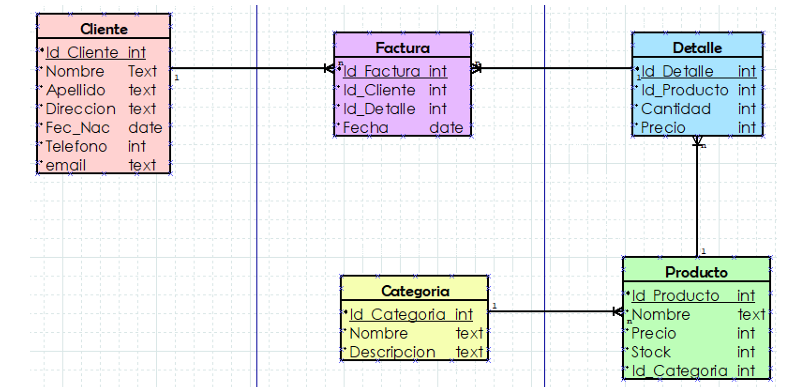 Cliente
Id_Cliente int
Nombre Text
Apellido text
Direccion text
Fec_Nac date
Telefono int
email text
1
n
Factura
Id_Factura int
Id_Cliente int
Id_Detalle int
Fecha date
n
1
Detalle
Id_Detalle int
Id_Producto int
Cantidad int
Precio int
n
1
Categoria
Id_Categoria int
Nombre text
Descripcion text
1
n
Producto
Id_Producto int
Nombre text
Precio int
Stock int
Id_Categoria int